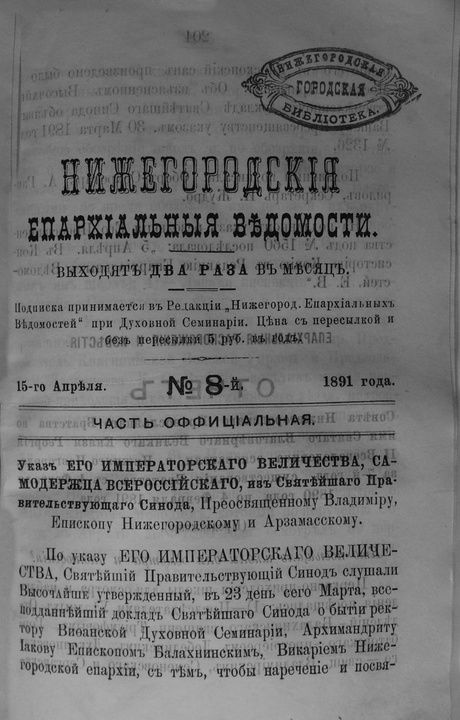 НИЖЕГОРОДСКАЯ
ГОРОДСКАЯ
БИБЛІОТЕКА.
НИЖЕГОРОДСКІЯ
ЕПАРХІАЛЬНЫЯ ВѢДОМОСТИ.
ВЫХОДЯТЪ ДВА РАЗА ВЪ МѢСЯЦЪ.
Подписка принимается въ Редакціи „Нижегород. Епархіальныхъ
Вѣдомостей" при Духовной Семинаріи. Цѣна съ пересылкой и
безъ пересылки 5 руб. въ годъ
15-го Апрѣля.
№ 8-й.
1891 года.
ЧАСТЬ ОФФИЦІАЛЬНАЯ.
Указъ ЕГО ИМПЕРАТОРСКАГО ВЕЛИЧЕСТВА, СА-
МОДЕРЖЦА ВСЕРОССІЙСКАГО, изъ Святѣйшаго Пра-
вительствующаго Синода, Преосвященному Владиміру,
Епископу Нижегородскому и Арзамасскому.
По указу ЕГО ИМПЕРАТОРСКАГО ВЕЛИЧЕ-
СТВА, Святѣйшій Правительствующій Синодъ слушали
Высочайше утвержденный, въ 23 день сего Марта, все-
подданнѣйшій докладъ Святѣйшаго Синода о бытіи рек-
тору Виѳанской Духовной Семинаріи, Архимандриту
Іакову Епископомъ Балахнинскимъ, Викаріемъ Ниже-
городской епархіи, съ тѣмъ, чтобы нареченіе и посвя-